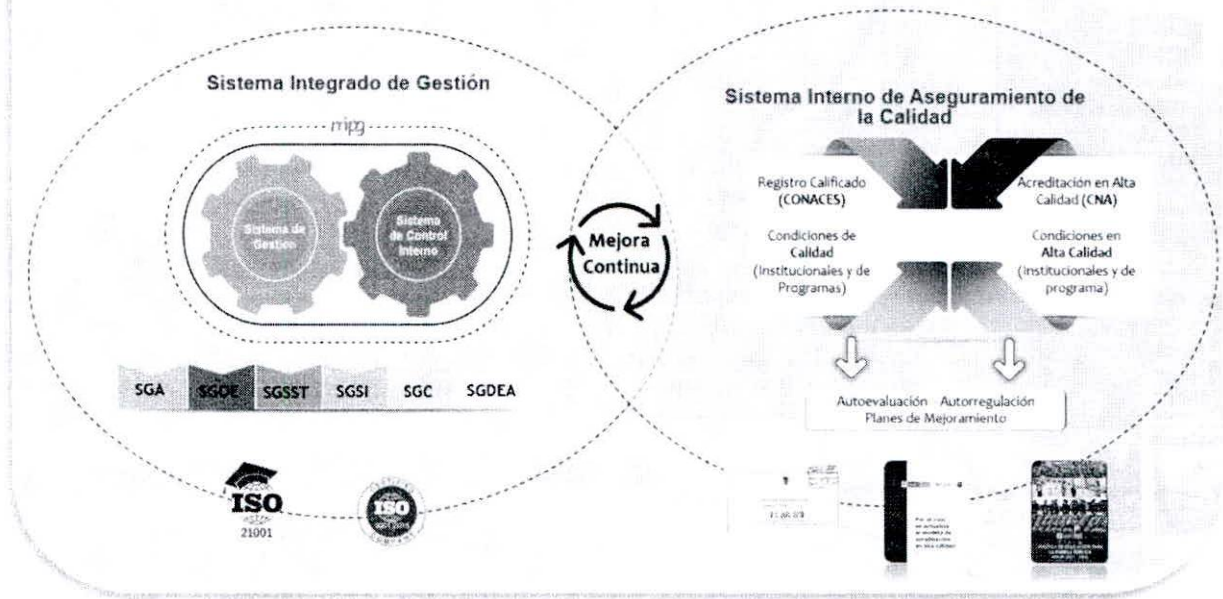 Sistema Integrado de Gestión
mipg
Sistema de
Gestión
Sistema
de Control
Interno
SGA
SGOE
SGSST
SGSI
SGC
SGDEA
ISO
21001
ISO
Mejora
Continua
Sistema Interno de Aseguramiento de
la Calidad
Registro Calificado
(CONACES)
Acreditación en Alta
Calidad (CNA)
Condiciones de
Calidad
(Institucionales y de
Programas)
Condiciones en
Alta Calidad
(Institucionales y de
programa)
Autoevaluación - Autorregulación
Planes de Mejoramiento